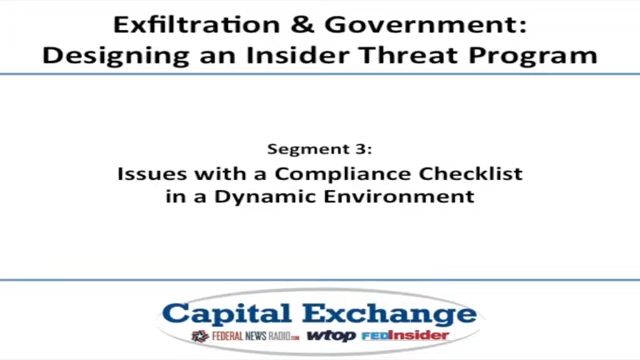 Exfiltration & Government:
Designing an Insider Threat Program
Segment 3:
Issues with a Compliance Checklist
in a Dynamic Environment
Capital Exchange
FEDERAL NEWS RADIO.COM wtop FEDInsider